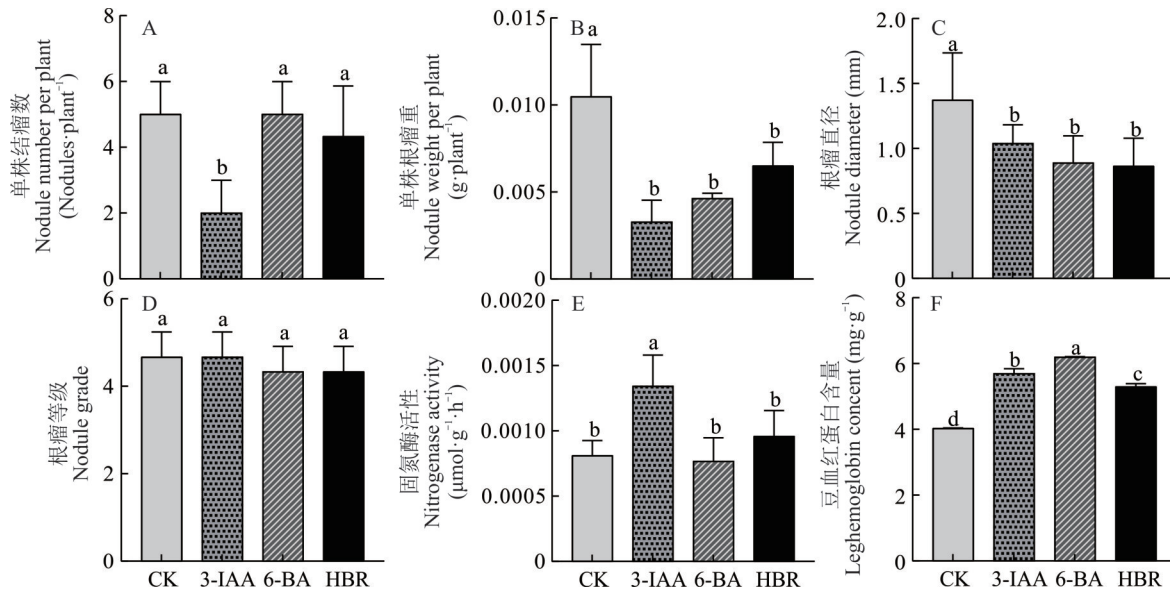 A
单株结瘤数
Nodule number per plant
(Nodules·plant⁻¹)
8
6
4
2
0
a
b
a
a
B
单株根瘤重
Nodule weight per plant
(g·plant⁻¹)
0.015
0.010
0.005
0
a
b
b
b
C
根瘤直径
Nodule diameter (mm)
2.0
1.5
1.0
1.5
0
a
b
b
b
D
根瘤等级
Nodule grade
6
4
2
0
a
a
a
a
CK 3-IAA 6-BA HBR
E
固氮酶活性
Nitrogenase activity
(μmol·g⁻¹·h⁻¹)
0.0020
0.0015
0.0010
0.0005
0
b
a
b
b
CK 3-IAA 6-BA HBR
F
豆血红蛋白含量
Leghemoglobin concent (mg·g⁻¹)
8
6
4
2
0
d
b
a
c
CK 3-IAA 6-BA HBR